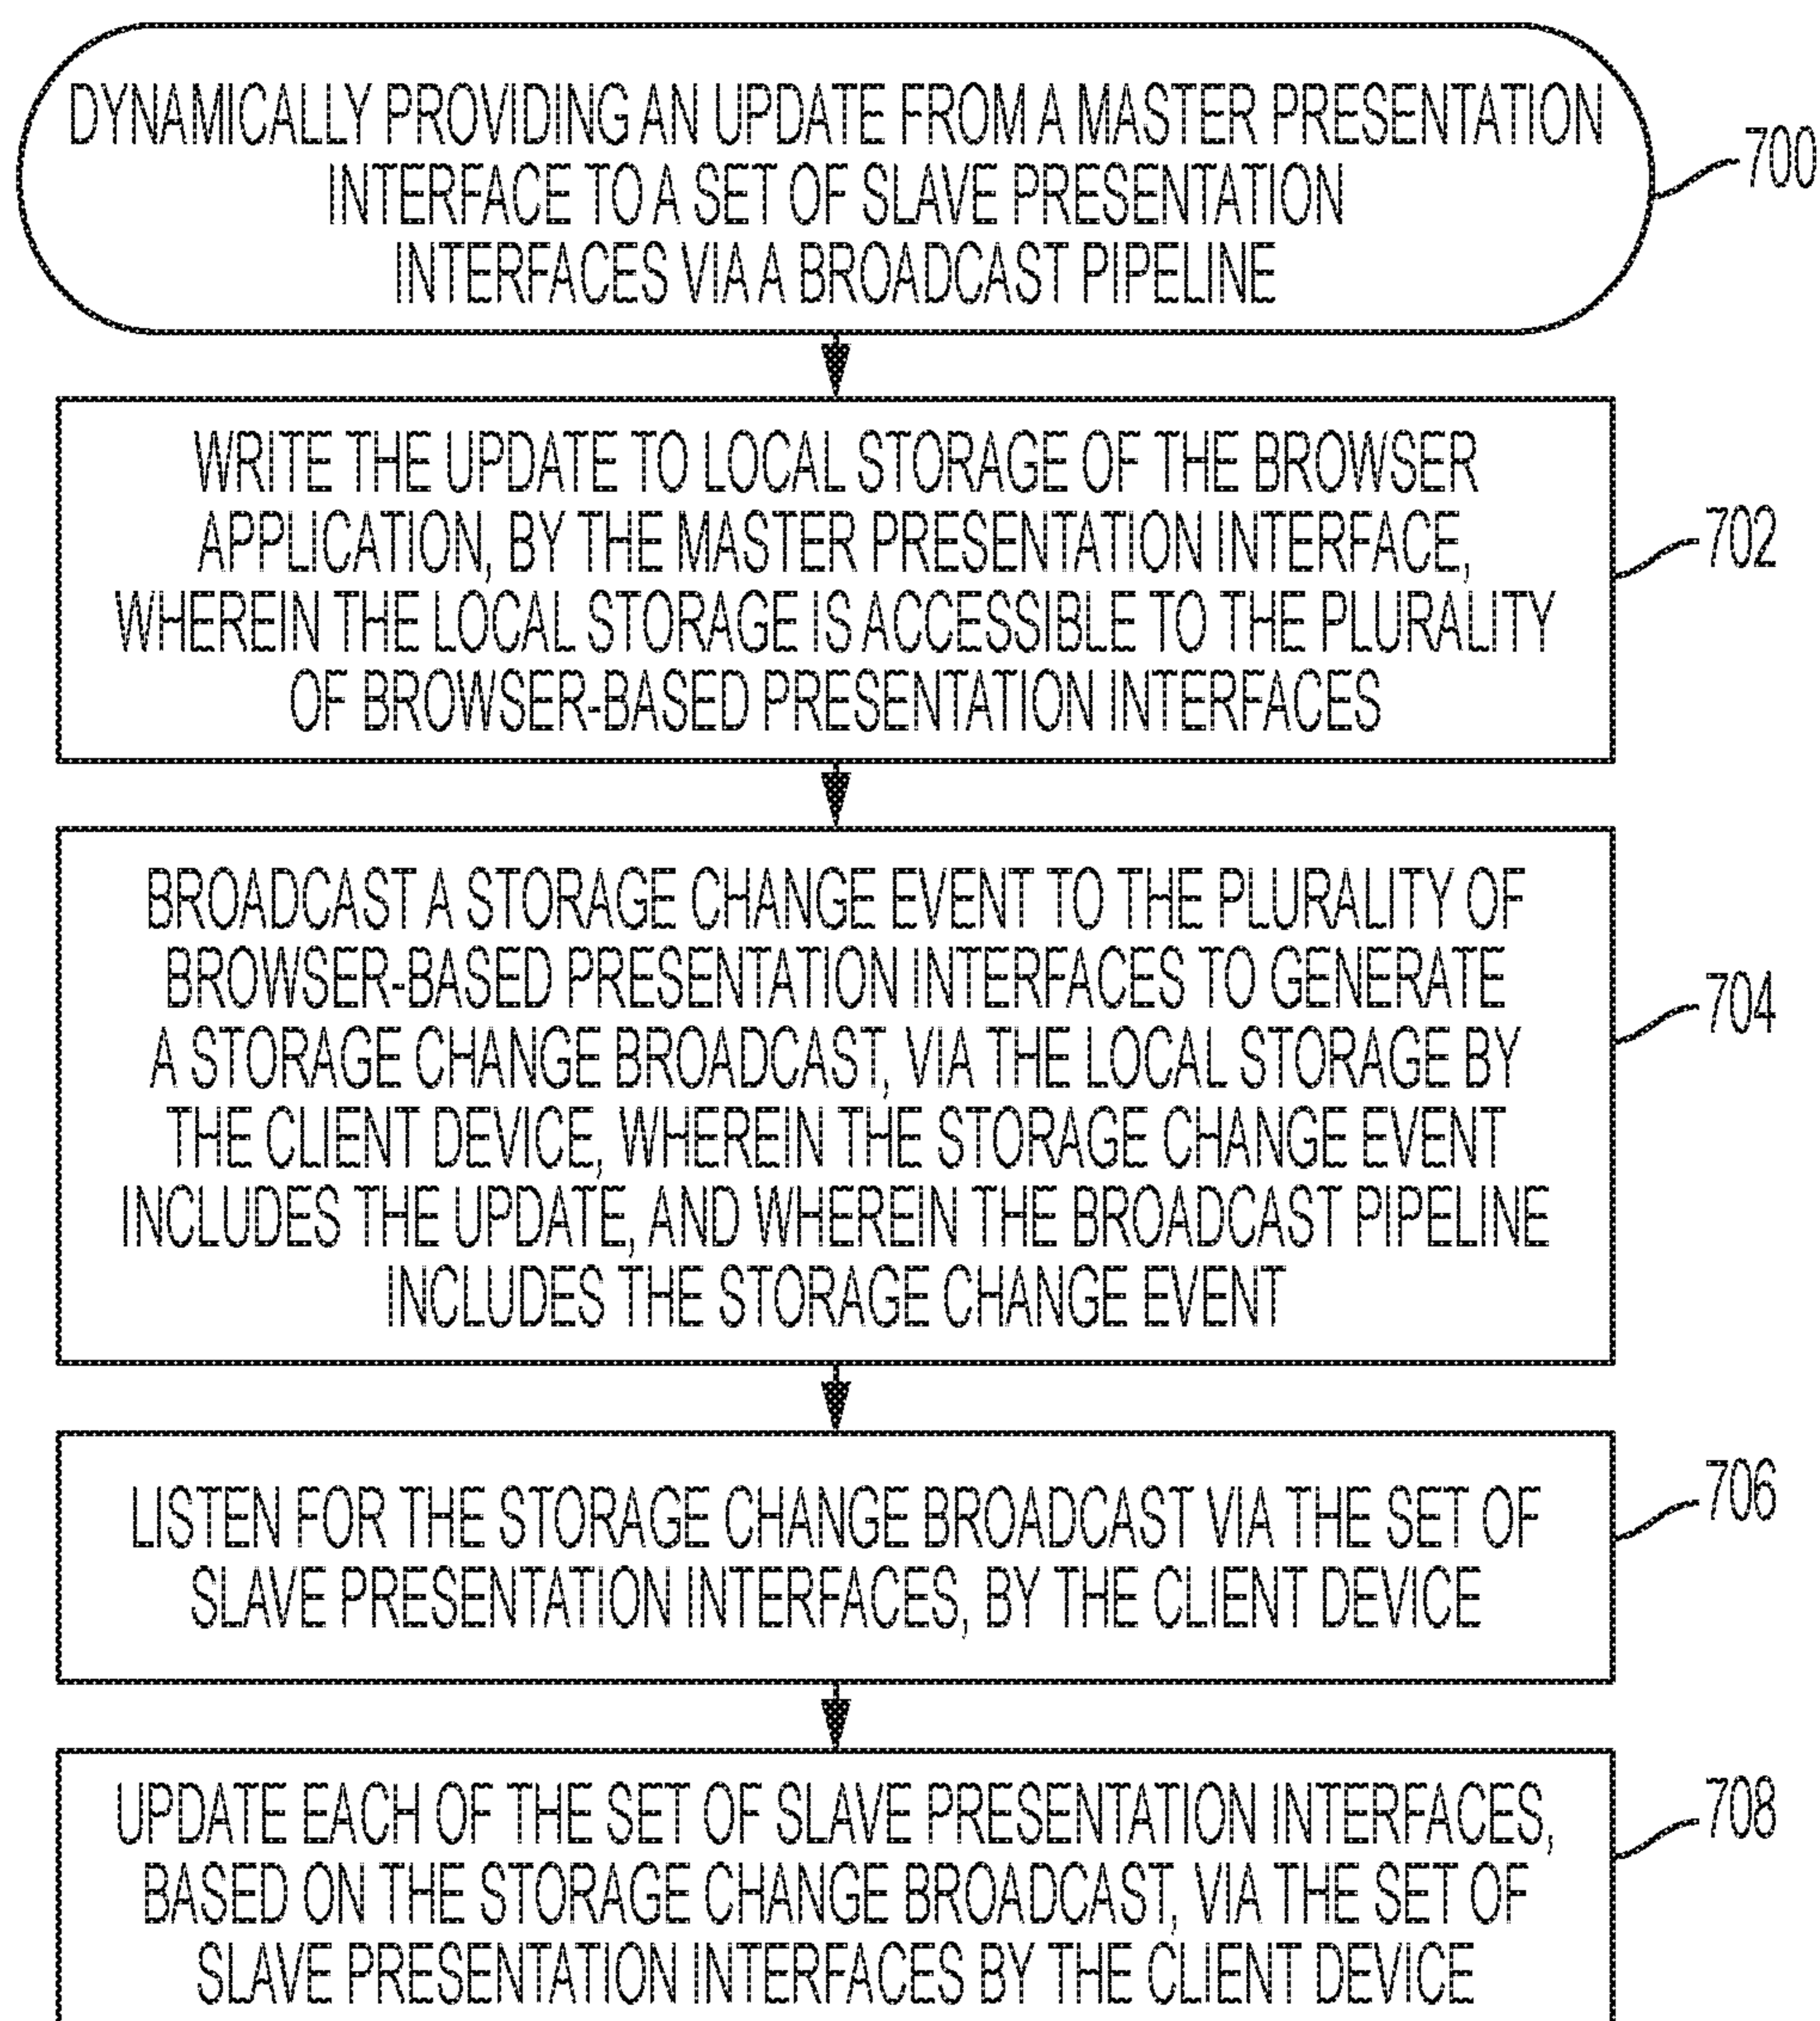 DYNAMICALLY PROVIDING AN UPDATE FROM A MASTER PRESENTATION
INTERFACE TO A SET OF SLAVE PRESENTATION
INTERFACES VIA A BROADCAST PIPELINE
700
WRITE THE UPDATE TO LOCAL STORAGE OF THE BROWSER
APPLICATION, BY THE MASTER PRESENTATION INTERFACE,
WHEREIN THE LOCAL STORAGE IS ACCESSIBLE TO THE PLURALITY
OF BROWSER-BASED PRESENTATION INTERFACES
702
BROADCAST A STORAGE CHANGE EVENT TO THE PLURALITY OF
BROWSER-BASED PRESENTATION INTERFACES TO GENERATE
A STORAGE CHANGE BROADCAST, VIA THE LOCAL STORAGE BY
THE CLIENT DEVICE, WHEREIN THE STORAGE CHANGE EVENT
INCLUDES THE UPDATE, AND WHEREIN THE BROADCAST PIPELINE
INCLUDES THE STORAGE CHANGE EVENT
704
LISTEN FOR THE STORAGE CHANGE BROADCAST VIA THE SET OF
SLAVE PRESENTATION INTERFACES, BY THE CLIENT DEVICE
706
UPDATE EACH OF THE SET OF SLAVE PRESENTATION INTERFACES,
BASED ON THE STORAGE CHANGE BROADCAST, VIA THE SET OF
SLAVE PRESENTATION INTERFACES BY THE CLIENT DEVICE
708